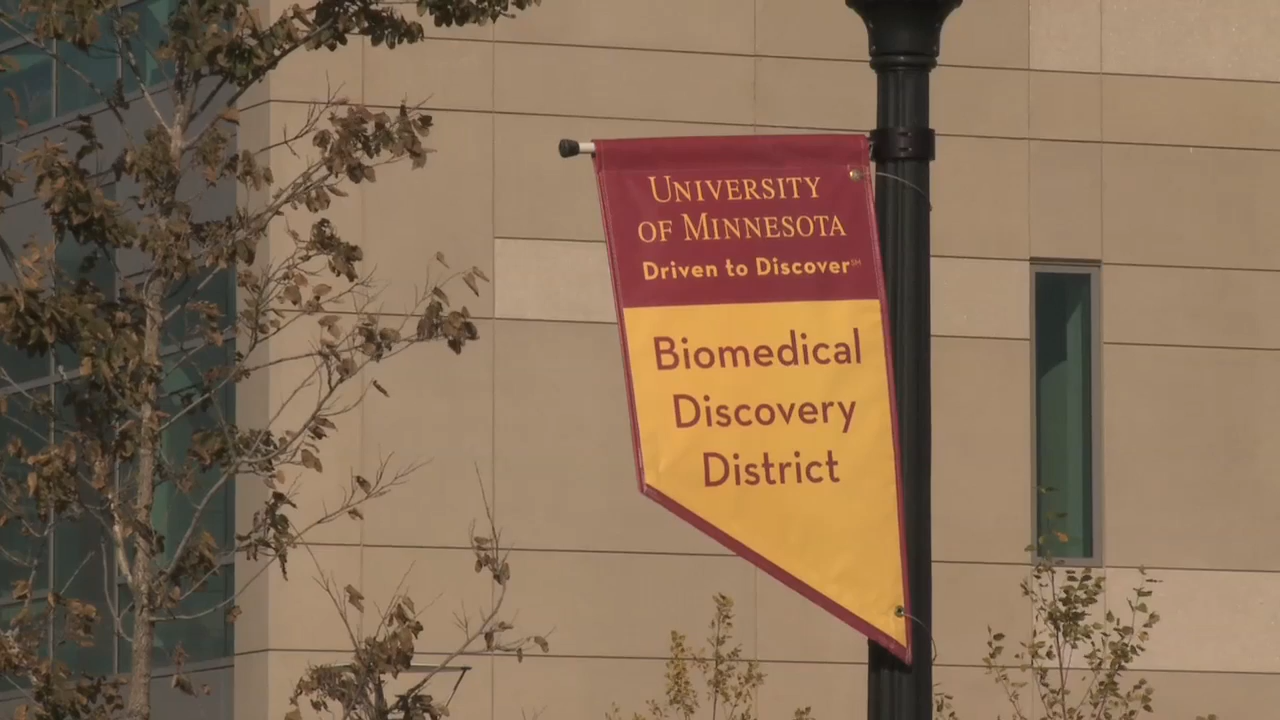 UNIVERSITY
OF MINNESOTA
Driven to Discover℠
Biomedical
Discovery
District